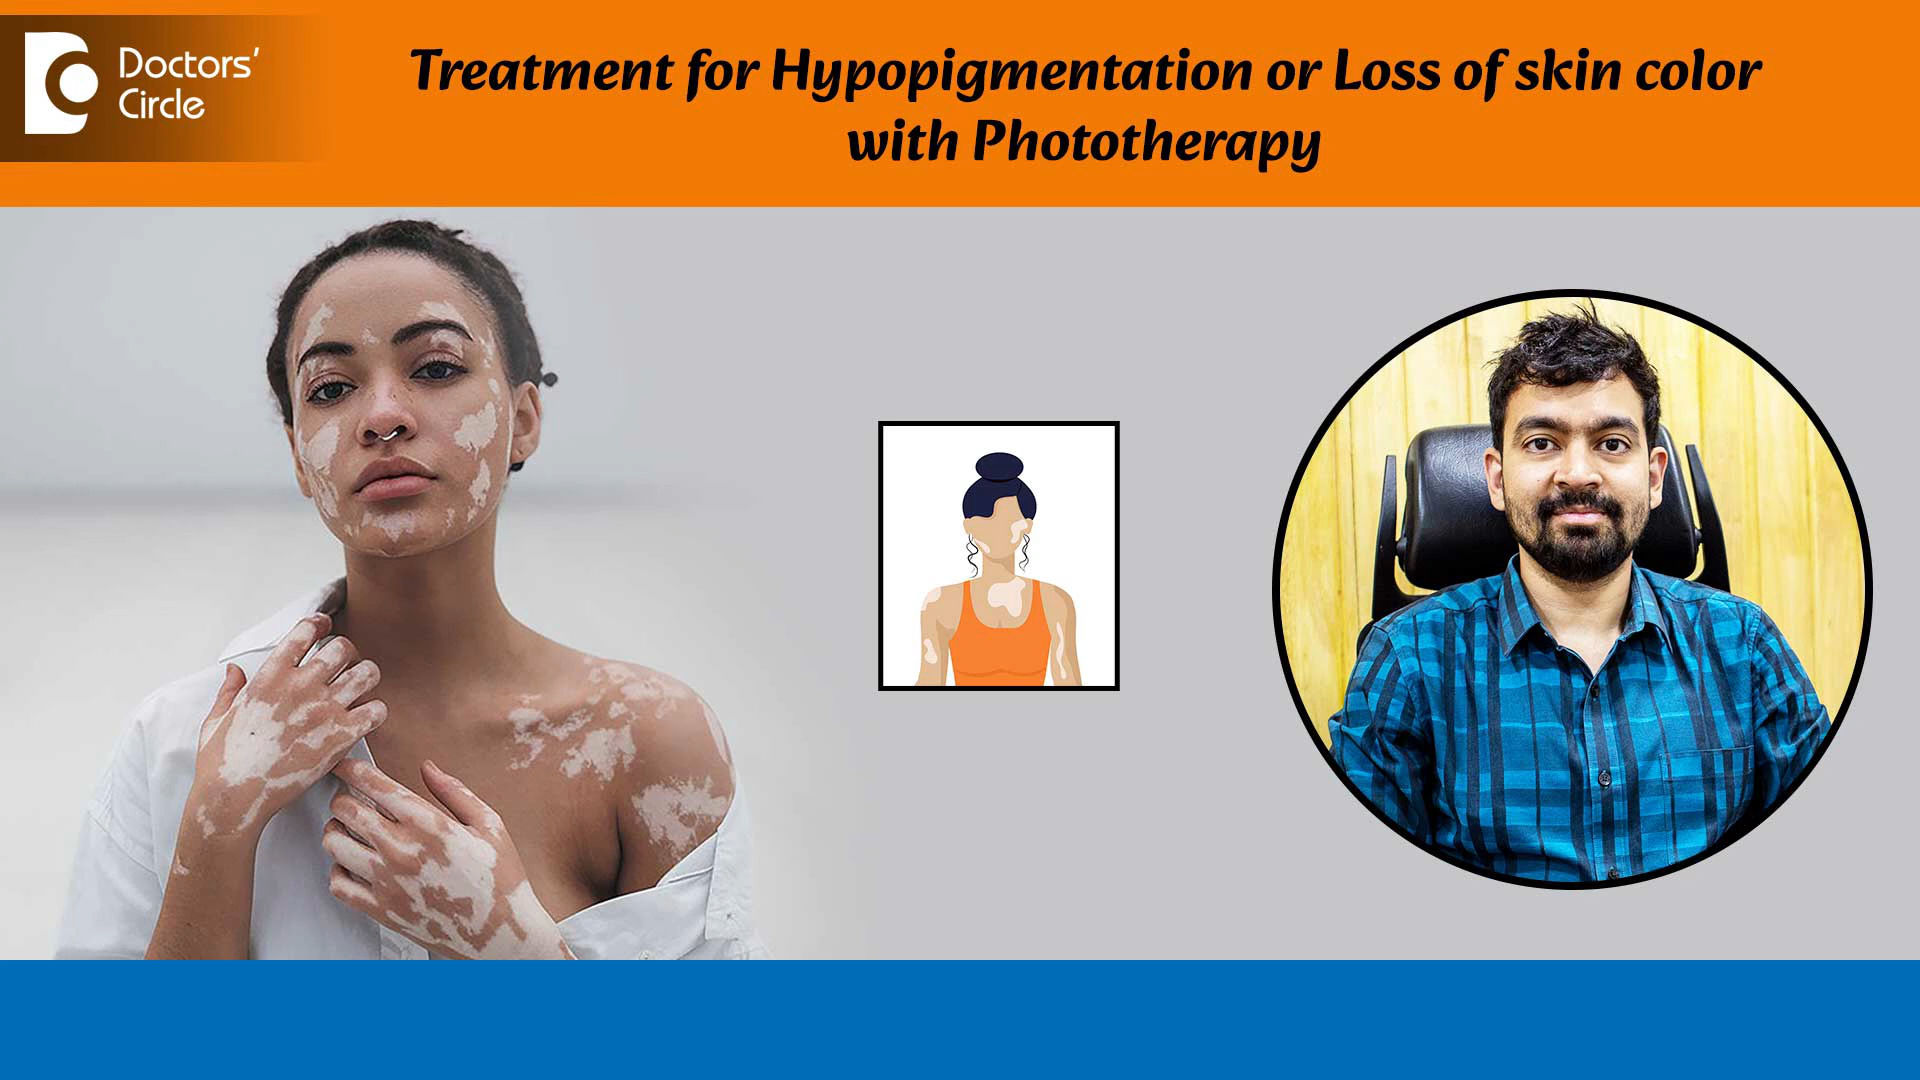 Doctors'
Circle
Treatment for Hypopigmentation or Loss of skin color
with Phototherapy